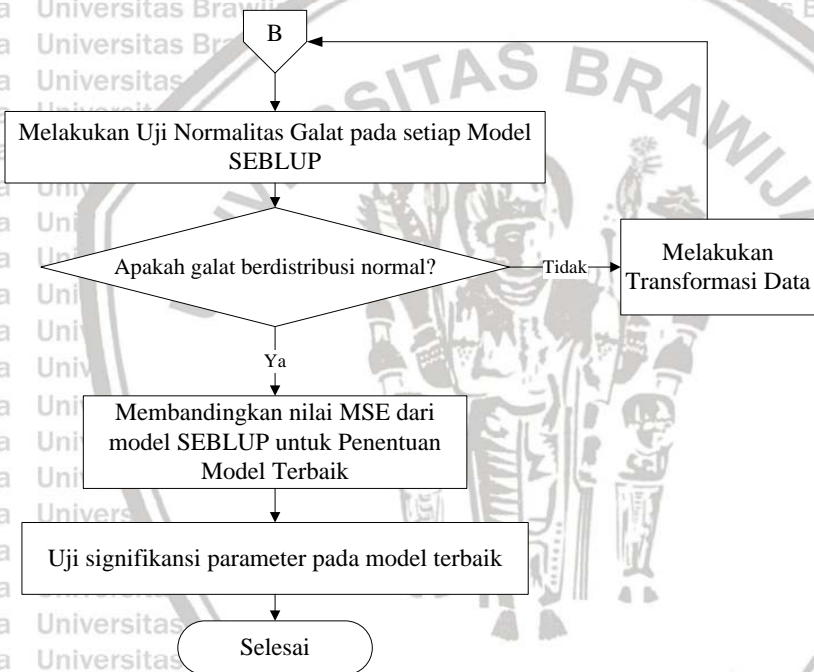 B
Melakukan Uji Normalitas Galat pada setiap Model
SEBLUP
Apakah galat berdistribusi normal?
Tidak
Melakukan
Transformasi Data
Ya
Membandingkan nilai MSE dari
model SEBLUP untuk Penentuan
Model Terbaik
Uji signifikansi parameter pada model terbaik
Selesai